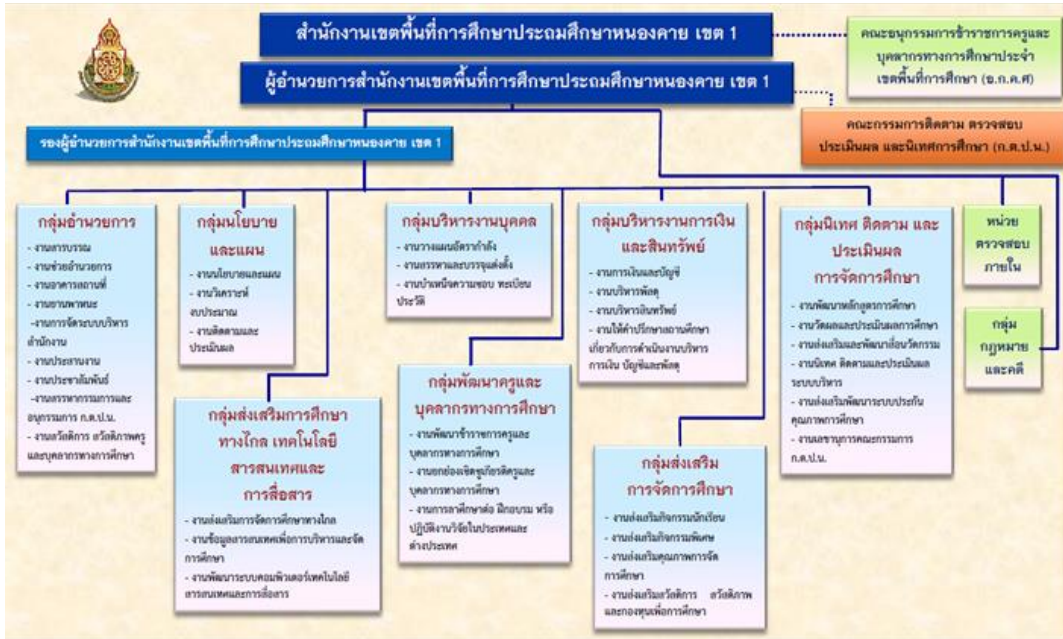 สำนักงานเขตพื้นที่การศึกษาประถมศึกษาหนองคาย เขต 1
คณะอนุกรรมการข้าราชการครูและ
บุคลากรทางการศึกษาประจำ
เขตพื้นที่การศึกษา (อ.ก.ค.ศ)
ผู้อำนวยการสำนักงานเขตพื้นที่การศึกษาประถมศึกษาหนองคาย เขต 1
คณะกรรมการติดตาม ตรวจสอบ
ประเมินผล และนิเทศการศึกษา (ก.ต.ป.น.)
รองผู้อำนวยการสำนักงานเขตพื้นที่การศึกษาประถมศึกษาหนองคาย เขต 1
กลุ่มอำนวยการ
- งานสารบรรณ
- งานช่วยอำนวยการ
- งานอาคารสถานที่
- งานยานพาหนะ
-งานการจัดระบบบริหาร
สำนักงาน
- งานประสานงาน
- งานประชาสัมพันธ์
-งานสรรหากรรมการและ
อนุกรรมการ ก.ต.ป.น.
- งานสวัสดิการ สวัสดิภาพครู
และบุคลากรทางการศึกษา
กลุ่มนโยบาย
และแผน
- งานนโยบายและแผน
- งานวิเคราะห์
งบประมาณ
- งานติดตามและ
ประเมินผล
กลุ่มบริหารงานบุคคล
-งานวางแผนอัตรากำลัง
-งานสรรหาและบรรจุแต่งตั้ง
-งานบำเหน็จความชอบ ทะเบียน
ประวัติ
กลุ่มบริหารงานการเงิน
และสินทรัพย์
- งานการเงินและบัญชี
- งานบริหารพัสดุ
- งานบริหารสินทรัพย์
- งานให้คำปรึกษาสถานศึกษา
เกี่ยวกับการดำเนินงานบริหาร
การเงิน บัญชีและพัสดุ
กลุ่มนิเทศ ติดตาม และ
ประเมินผล
การจัดการศึกษา
- งานพัฒนาหลักสูตรการศึกษา
- งานวัดผลและประเมินผลการศึกษา
- งานส่งเสริมและพัฒนาสื่อนวัตกรรม
- งานนิเทศ ติดตามและประเมินผล
ระบบบริหาร
- งานส่งเสริมพัฒนาระบบประกัน
คุณภาพการศึกษา
- งานเลขานุการคณะกรรมการ
ก.ต.ป.น.
หน่วย
ตรวจสอบ
ภายใน
กลุ่ม
กฎหมาย
และคดี
กลุ่มส่งเสริมการศึกษา
ทางไกล เทคโนโลยี
สารสนเทศและ
การสื่อสาร
- งานส่งเสริมการจัดการศึกษาทางไกล
- งานข้อมูลสารสนเทศเพื่อการบริหารและจัด
การศึกษา
- งานพัฒนาระบบคอมพิวเตอร์เทคโนโลยี
สารสนเทศและการสื่อสาร
กลุ่มพัฒนาครูและ
บุคลากรทางการศึกษา
- งานพัฒนาข้าราชการครูและ
บุคลากรทางการศึกษา
- งานยกย่องเชิดชูเกียรติครูและ
บุคลากรทางการศึกษา
- งานการลาศึกษาต่อ ฝึกอบรม หรือ
ปฏิบัติงานวิจัยในประเทศและ
ต่างประเทศ
กลุ่มส่งเสริม
การจัดการศึกษา
- งานส่งเสริมกิจกรรมนักเรียน
- งานส่งเสริมกิจกรรมพิเศษ
- งานส่งเสริมคุณภาพการจัด
การศึกษา
- งานส่งเสริมสวัสดิการ สวัสดิภาพ
และกองทุนเพื่อการศึกษา